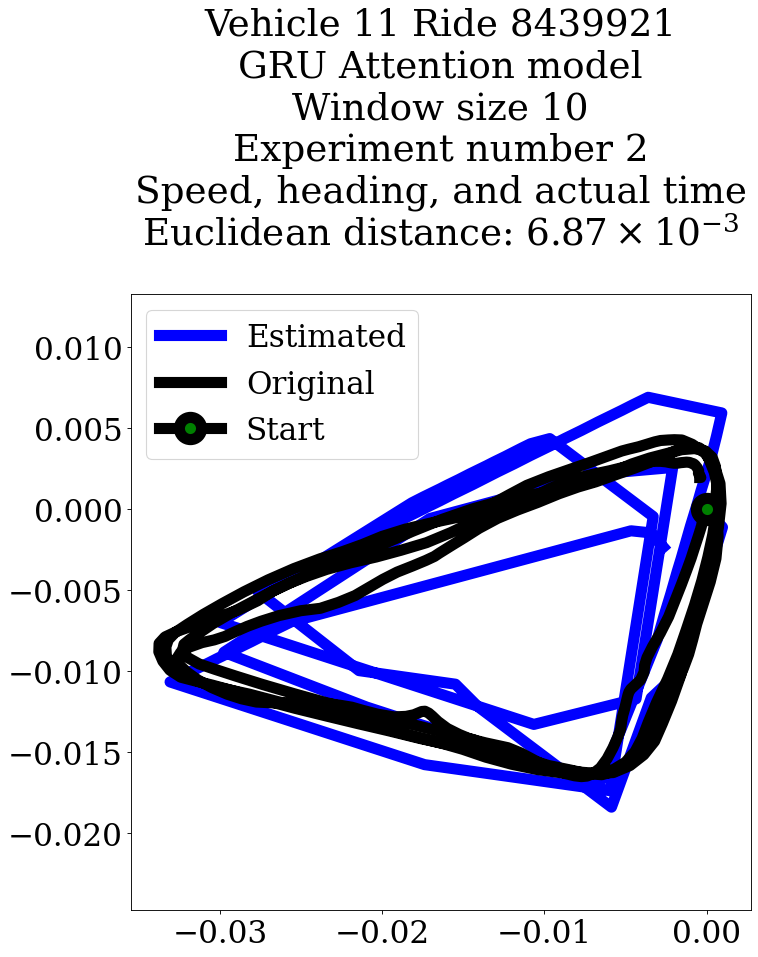 Vehicle 11 Ride 8439921
GRU Attention model
Window size 10
Experiment number 2
Speed, heading, and actual time
Euclidean distance: 6.87 × 10⁻³
Estimated
Original
Start
0.010
0.005
0.000
−0.005
−0.010
−0.015
−0.020
−0.03
−0.02
−0.01
0.00